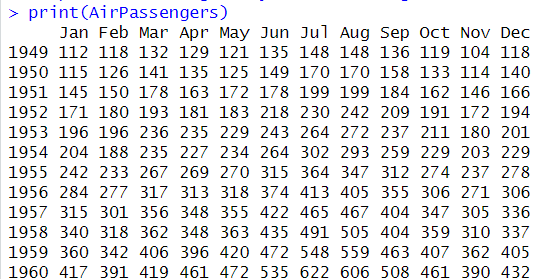 > print(AirPassengers)
Jan Feb Mar Apr May Jun Jul Aug Sep Oct Nov Dec
1949 112 118 132 129 121 135 148 148 136 119 104 118
1950 115 126 141 135 125 149 170 170 158 133 114 140
1951 145 150 178 163 172 178 199 199 184 162 146 166
1952 171 180 193 181 183 218 230 242 209 191 172 194
1953 196 196 236 235 229 243 264 272 237 211 180 201
1954 204 188 235 227 234 264 302 293 259 229 203 229
1955 242 233 267 269 270 315 364 347 312 274 237 278
1956 284 277 317 313 318 374 413 405 355 306 271 306
1957 315 301 356 348 355 422 465 467 404 347 305 336
1958 340 318 362 348 363 435 491 505 404 359 310 337
1959 360 342 406 396 420 472 548 559 463 407 362 405
1960 417 391 419 461 472 535 622 606 508 461 390 432